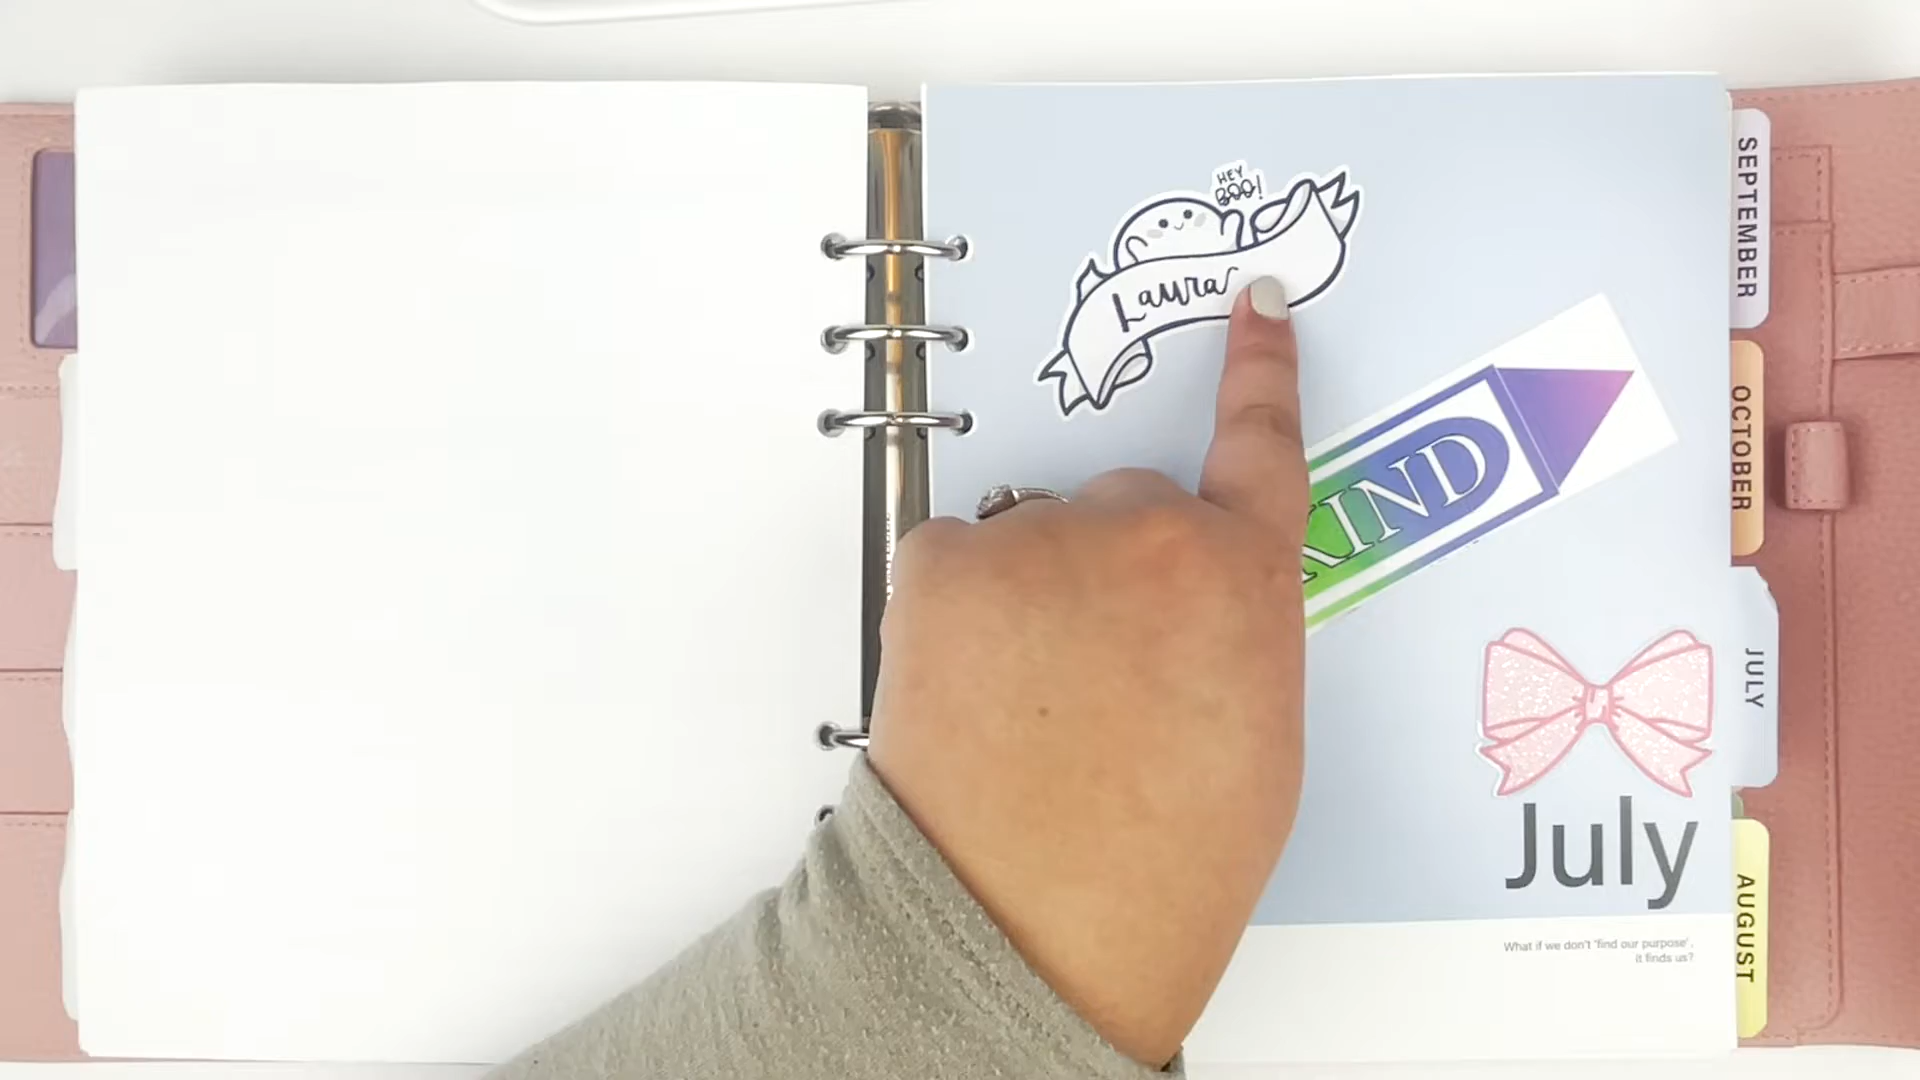 HEY
BOO!
Laura
KIND
July
What if we don't 'find our purpose',
it finds us?
SEPTEMBER
OCTOBER
JULY
AUGUST